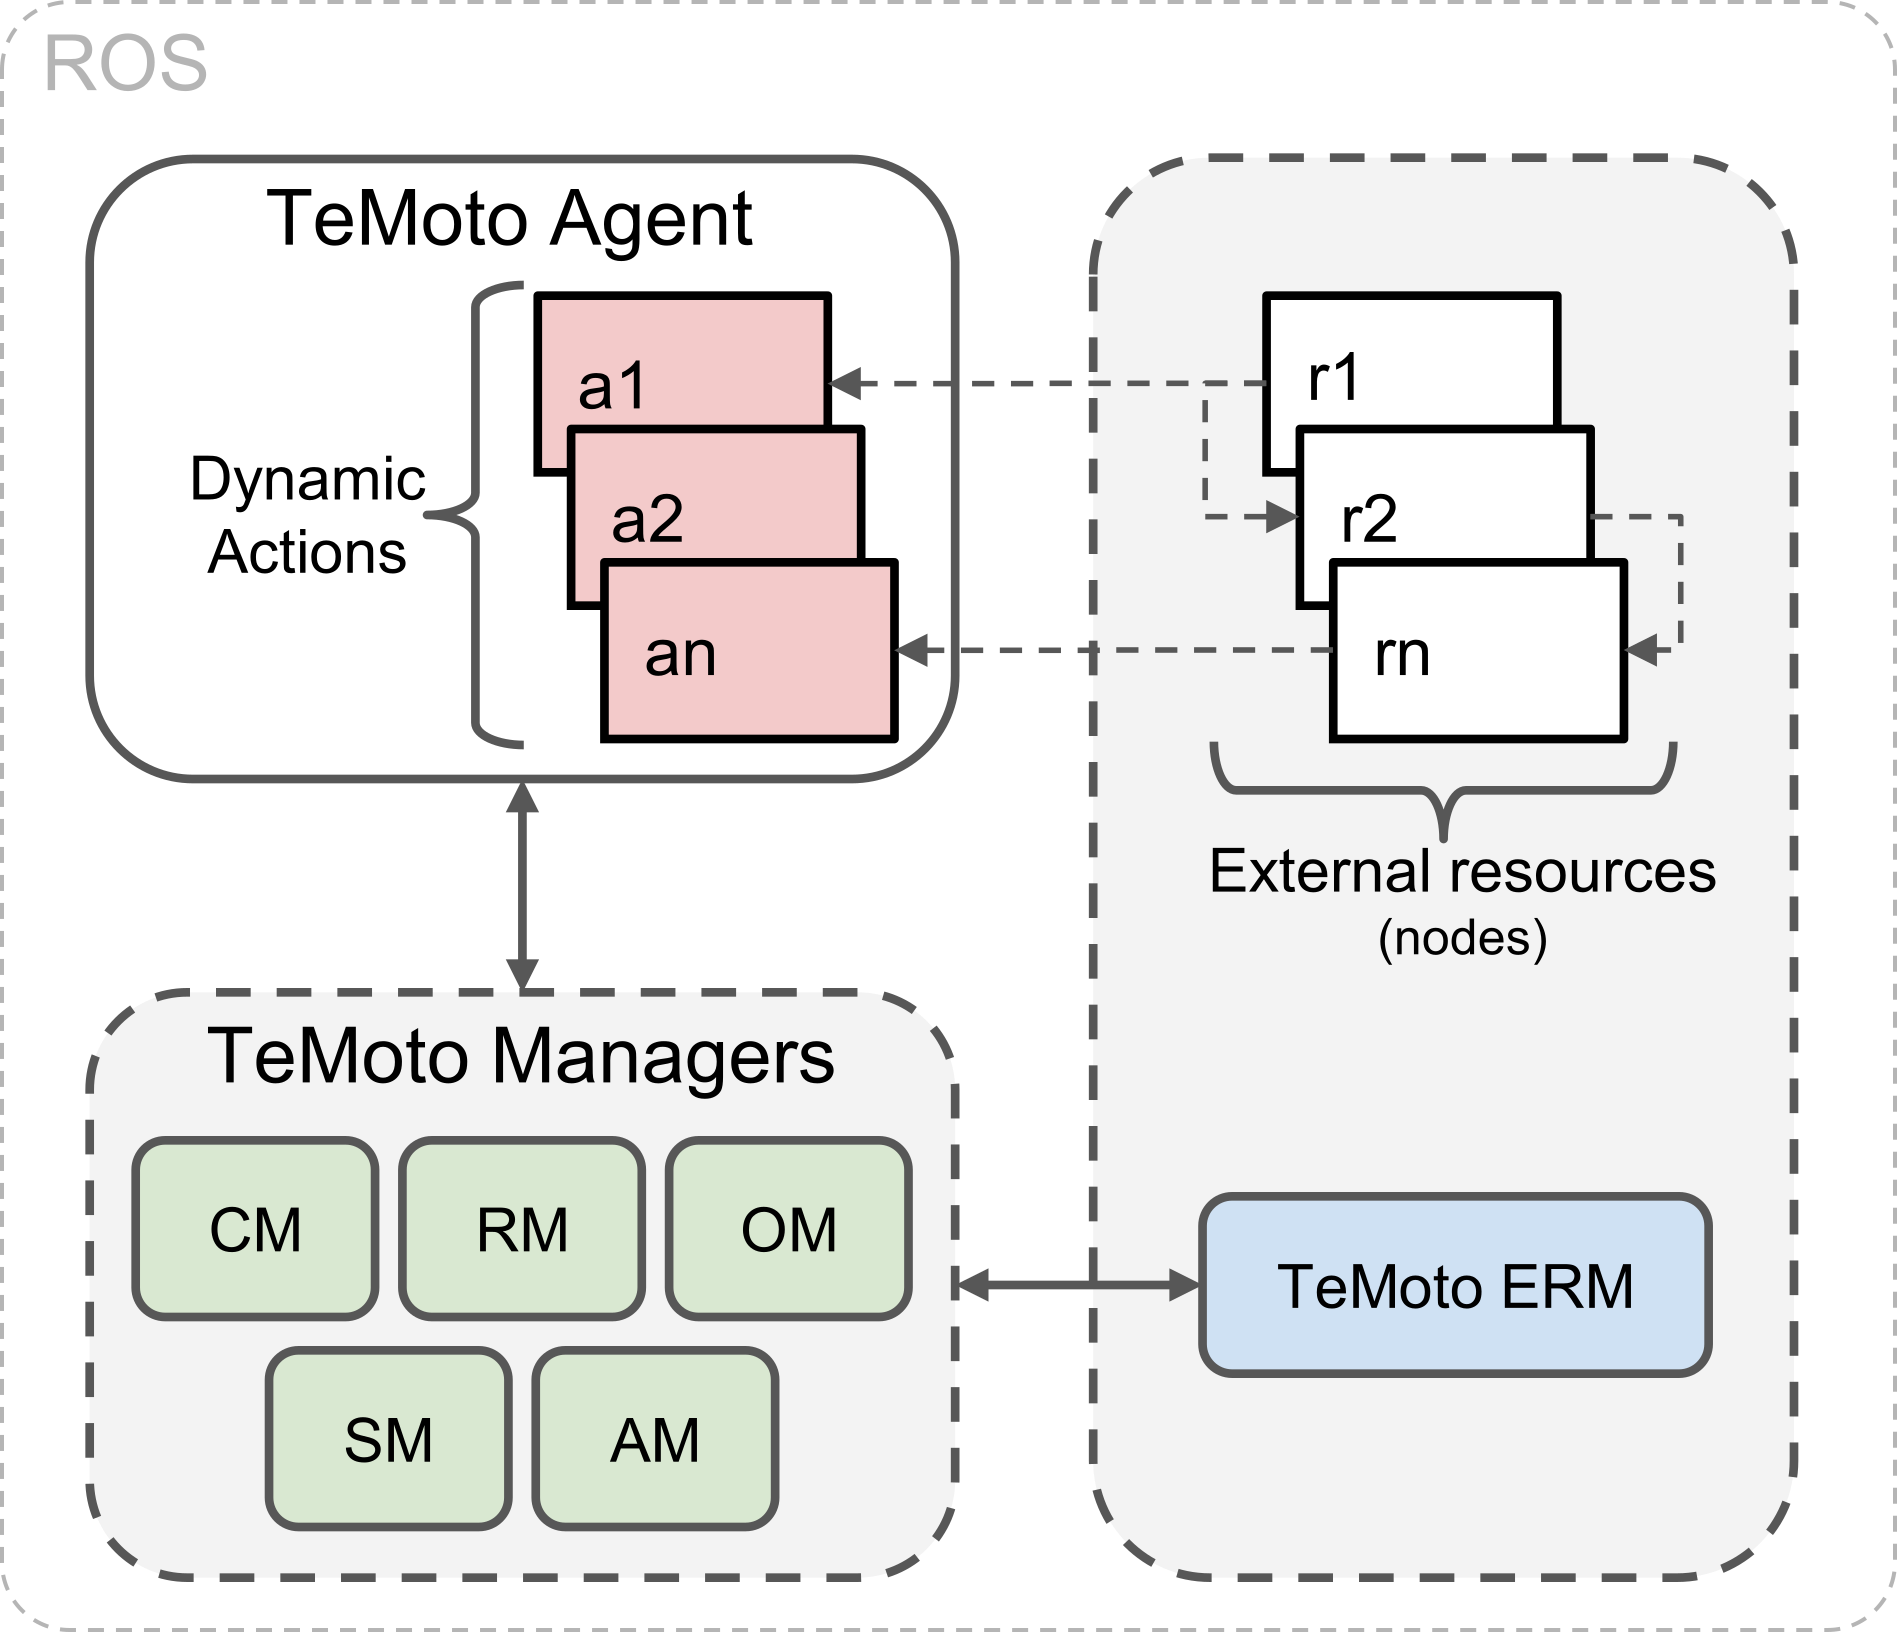 ROS
TeMoto Agent
Dynamic
Actions
a1
a2
an
r1
r2
rn
External resources
(nodes)
TeMoto Managers
CM
RM
OM
SM
AM
TeMoto ERM